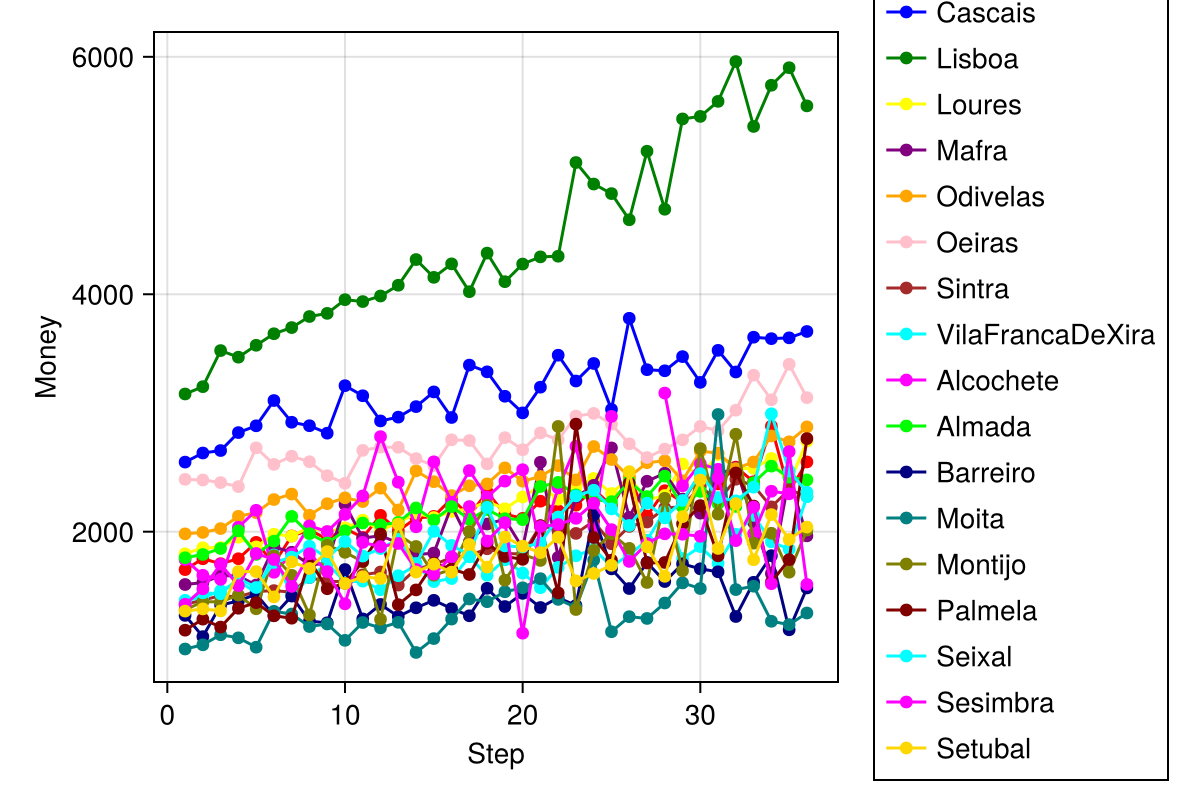 6000
4000
2000
Money
0
10
20
30
Step
Cascais
Lisboa
Loures
Mafra
Odivelas
Oeiras
Sintra
VilaFrancaDeXira
Alcochete
Almada
Barreiro
Moita
Montijo
Palmela
Seixal
Sesimbra
Setubal